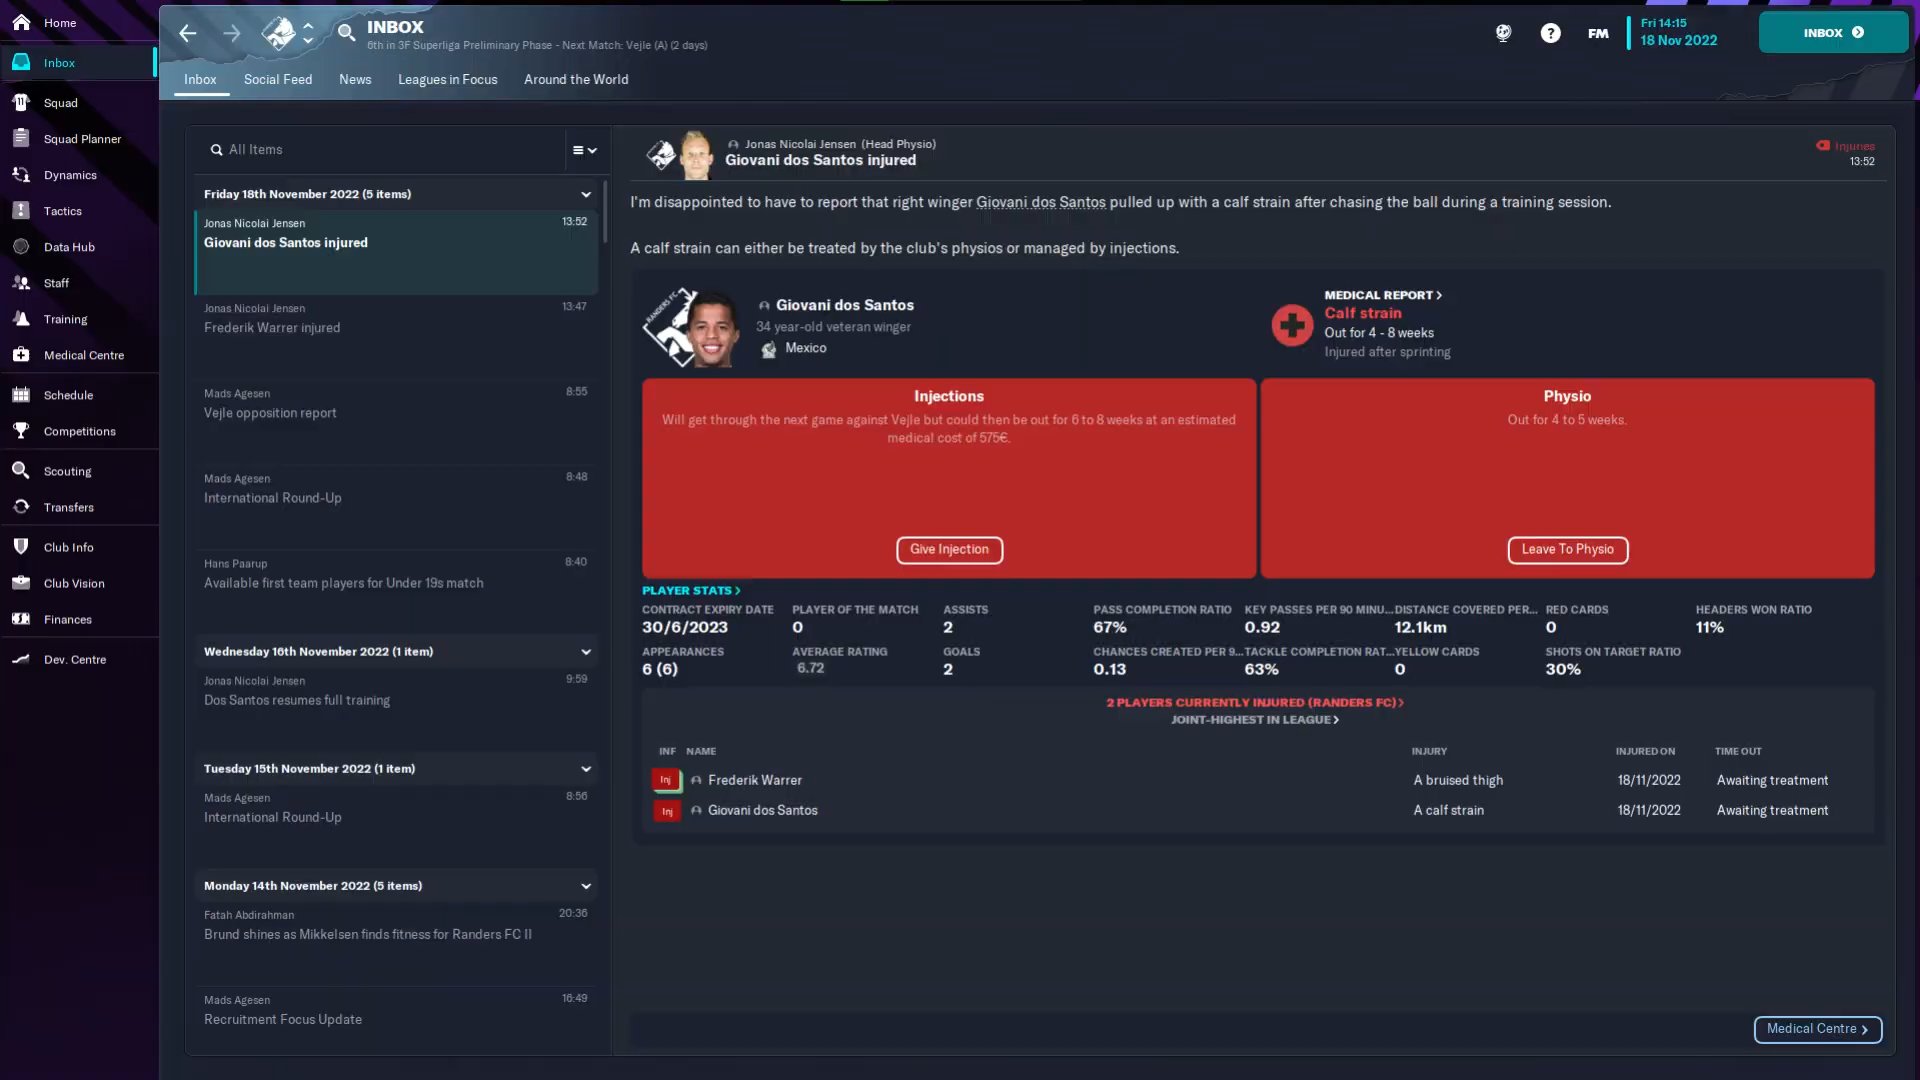 Home
Inbox
Squad
Squad Planner
Dynamics
Tactics
Data Hub
Staff
Training
Medical Centre
Schedule
Competitions
Scouting
Transfers
Club Info
Club Vision
Finances
Dev. Centre
INBOX
6th in 3F Superliga Preliminary Phase - Next Match: Vejle (A) (2 days)
FM
Fri 14:15
18 Nov 2022
INBOX
Inbox Social Feed News Leagues in Focus Around the World
All Items
Friday 18th November 2022 (5 items)
Jonas Nicolai Jensen 13:52
Giovani dos Santos injured
Jonas Nicolai Jensen 13:47
Frederik Warrer injured
Mads Agesen 8:55
Vejle opposition report
Mads Agesen 8:48
International Round-Up
Hans Paarup 8:40
Available first team players for Under 19s match
Wednesday 16th November 2022 (1 item)
Jonas Nicolai Jensen 9:59
Dos Santos resumes full training
Tuesday 15th November 2022 (1 item)
Mads Agesen 8:56
International Round-Up
Monday 14th November 2022 (5 items)
Fatah Abdirahman 20:36
Brund shines as Mikkelsen finds fitness for Randers FC II
Mads Agesen 16:49
Recruitment Focus Update
Jonas Nicolai Jensen (Head Physio)
Giovani dos Santos injured
Injuries
13:52
I'm disappointed to have to report that right winger Giovani dos Santos pulled up with a calf strain after chasing the ball during a training session.
A calf strain can either be treated by the club's physios or managed by injections.
RANDERS FC
Giovani dos Santos
34 year-old veteran winger
Mexico
MEDICAL REPORT >
Calf strain
Out for 4 - 8 weeks
Injured after sprinting
Injections
Will get through the next game against Vejle but could then be out for 6 to 8 weeks at an estimated
medical cost of 575€.
Give Injection
Physio
Out for 4 to 5 weeks.
Leave To Physio
PLAYER STATS >
CONTRACT EXPIRY DATE PLAYER OF THE MATCH ASSISTS PASS COMPLETION RATIO KEY PASSES PER 90 MINU... DISTANCE COVERED PER... RED CARDS HEADERS WON RATIO
30/6/2023 0 2 67% 0.92 12.1km 0 11%
APPEARANCES AVERAGE RATING GOALS CHANCES CREATED PER 9... TACKLE COMPLETION RAT... YELLOW CARDS SHOTS ON TARGET RATIO
6 (6) 6.72 2 0.13 63% 0 30%
2 PLAYERS CURRENTLY INJURED (RANDERS FC) >
JOINT-HIGHEST IN LEAGUE >
INF NAME INJURY INJURED ON TIME OUT
Inj Frederik Warrer A bruised thigh 18/11/2022 Awaiting treatment
Inj Giovani dos Santos A calf strain 18/11/2022 Awaiting treatment
Medical Centre >